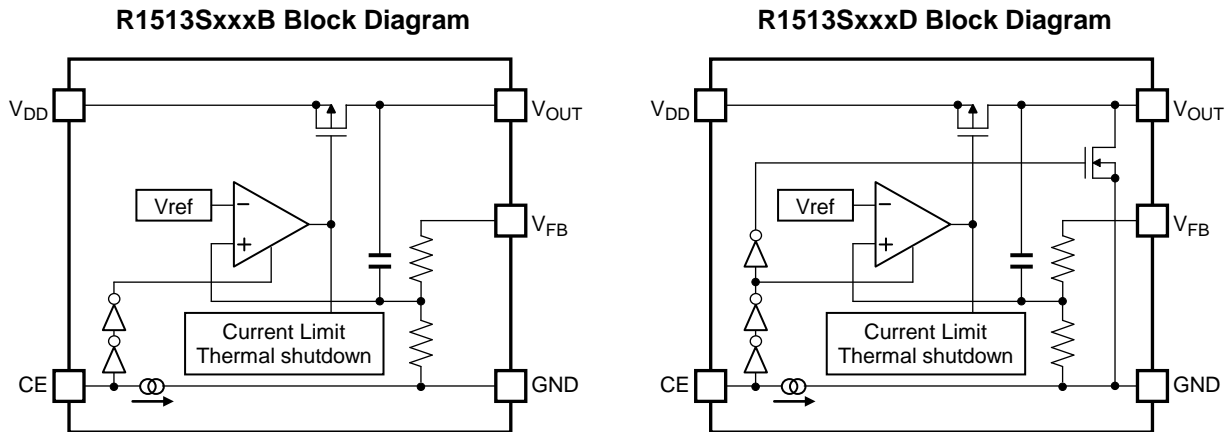 R1513SxxxB Block Diagram
VDD
VOUT
Vref
−
+
VFB
Current Limit
Thermal shutdown
CE
GND
R1513SxxxD Block Diagram
VDD
VOUT
Vref
−
+
VFB
Current Limit
Thermal shutdown
CE
GND